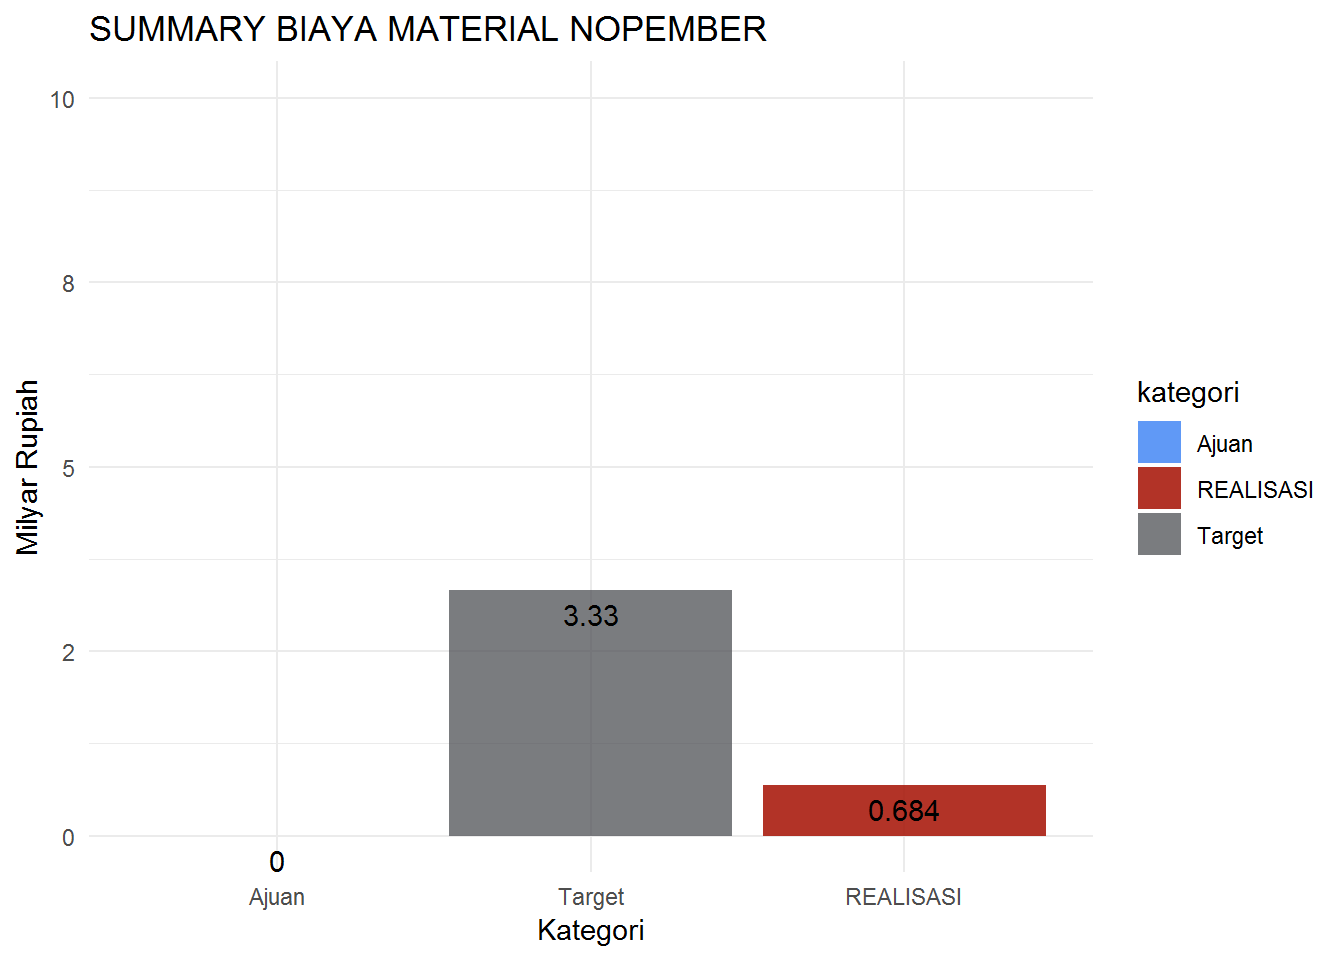 SUMMARY BIAYA MATERIAL NOPEMBER
Milyar Rupiah
10
8
5
2
0
3.33
0.684
0
Ajuan
Target
REALISASI
Kategori
kategori
Ajuan
REALISASI
Target